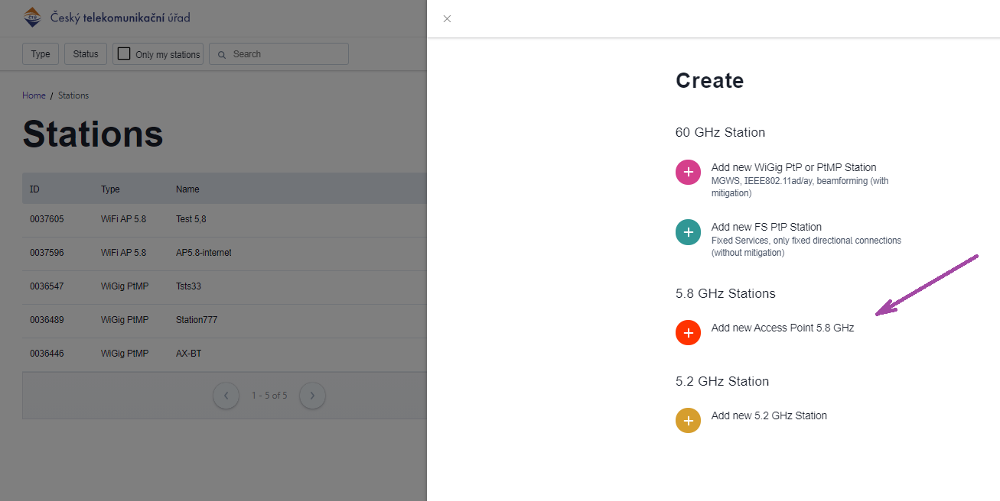 ČTÚ
Český telekomunikační úřad
Type
Status
Only my stations
Search
Home / Stations
Stations
ID Type Name
0037605 WiFi AP 5.8 Test 5,8
0037596 WiFi AP 5.8 AP5.8-internet
0036547 WiGig PtMP Tsts33
0036489 WiGig PtMP Station777
0036446 WiGig PtMP AX-BT
1 - 5 of 5
Create
60 GHz Station
Add new WiGig PtP or PtMP Station
MGWS, IEEE802.11ad/ay, beamforming (with
mitigation)
Add new FS PtP Station
Fixed Services, only fixed directional connections
(without mitigation)
5.8 GHz Stations
Add new Access Point 5.8 GHz
5.2 GHz Station
Add new 5.2 GHz Station